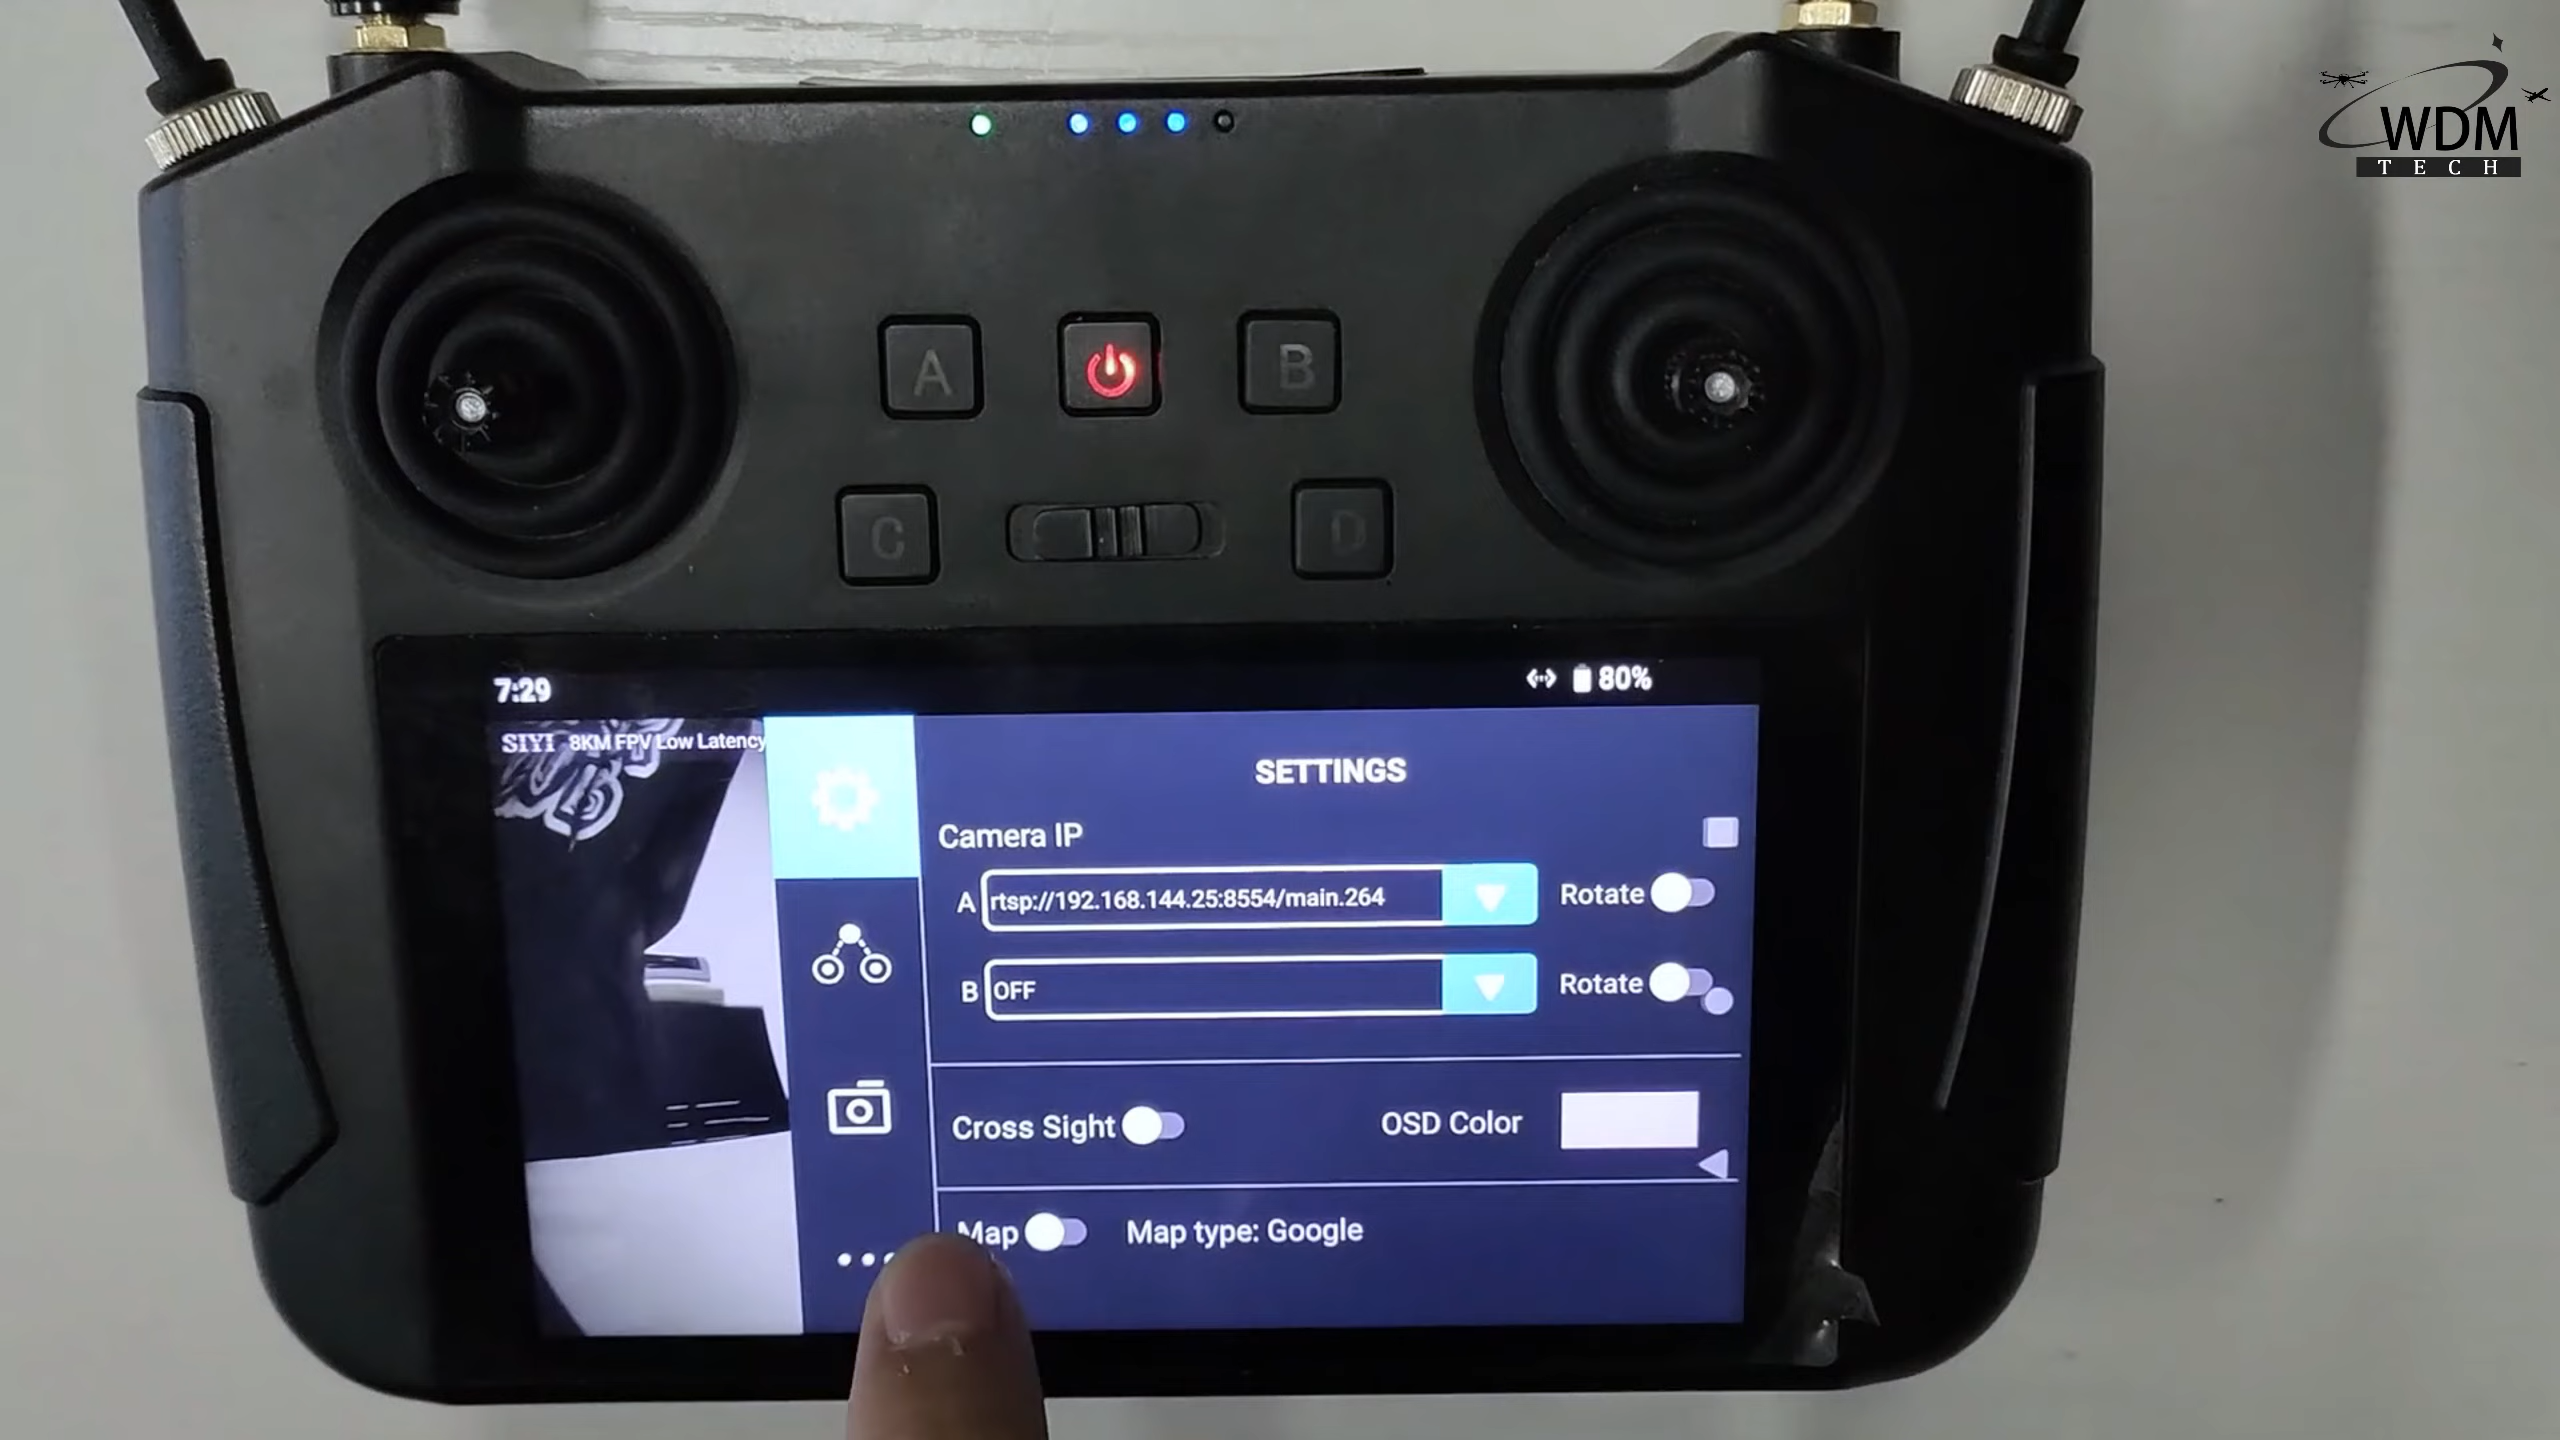 WDM
TECH
A
B
C
D
7:29
80%
SIYI 8KM FPV Low Latency
SETTINGS
Camera IP
A rtsp://192.168.144.25:8554/main.264 Rotate
B OFF Rotate
Cross Sight OSD Color
Map Map type: Google